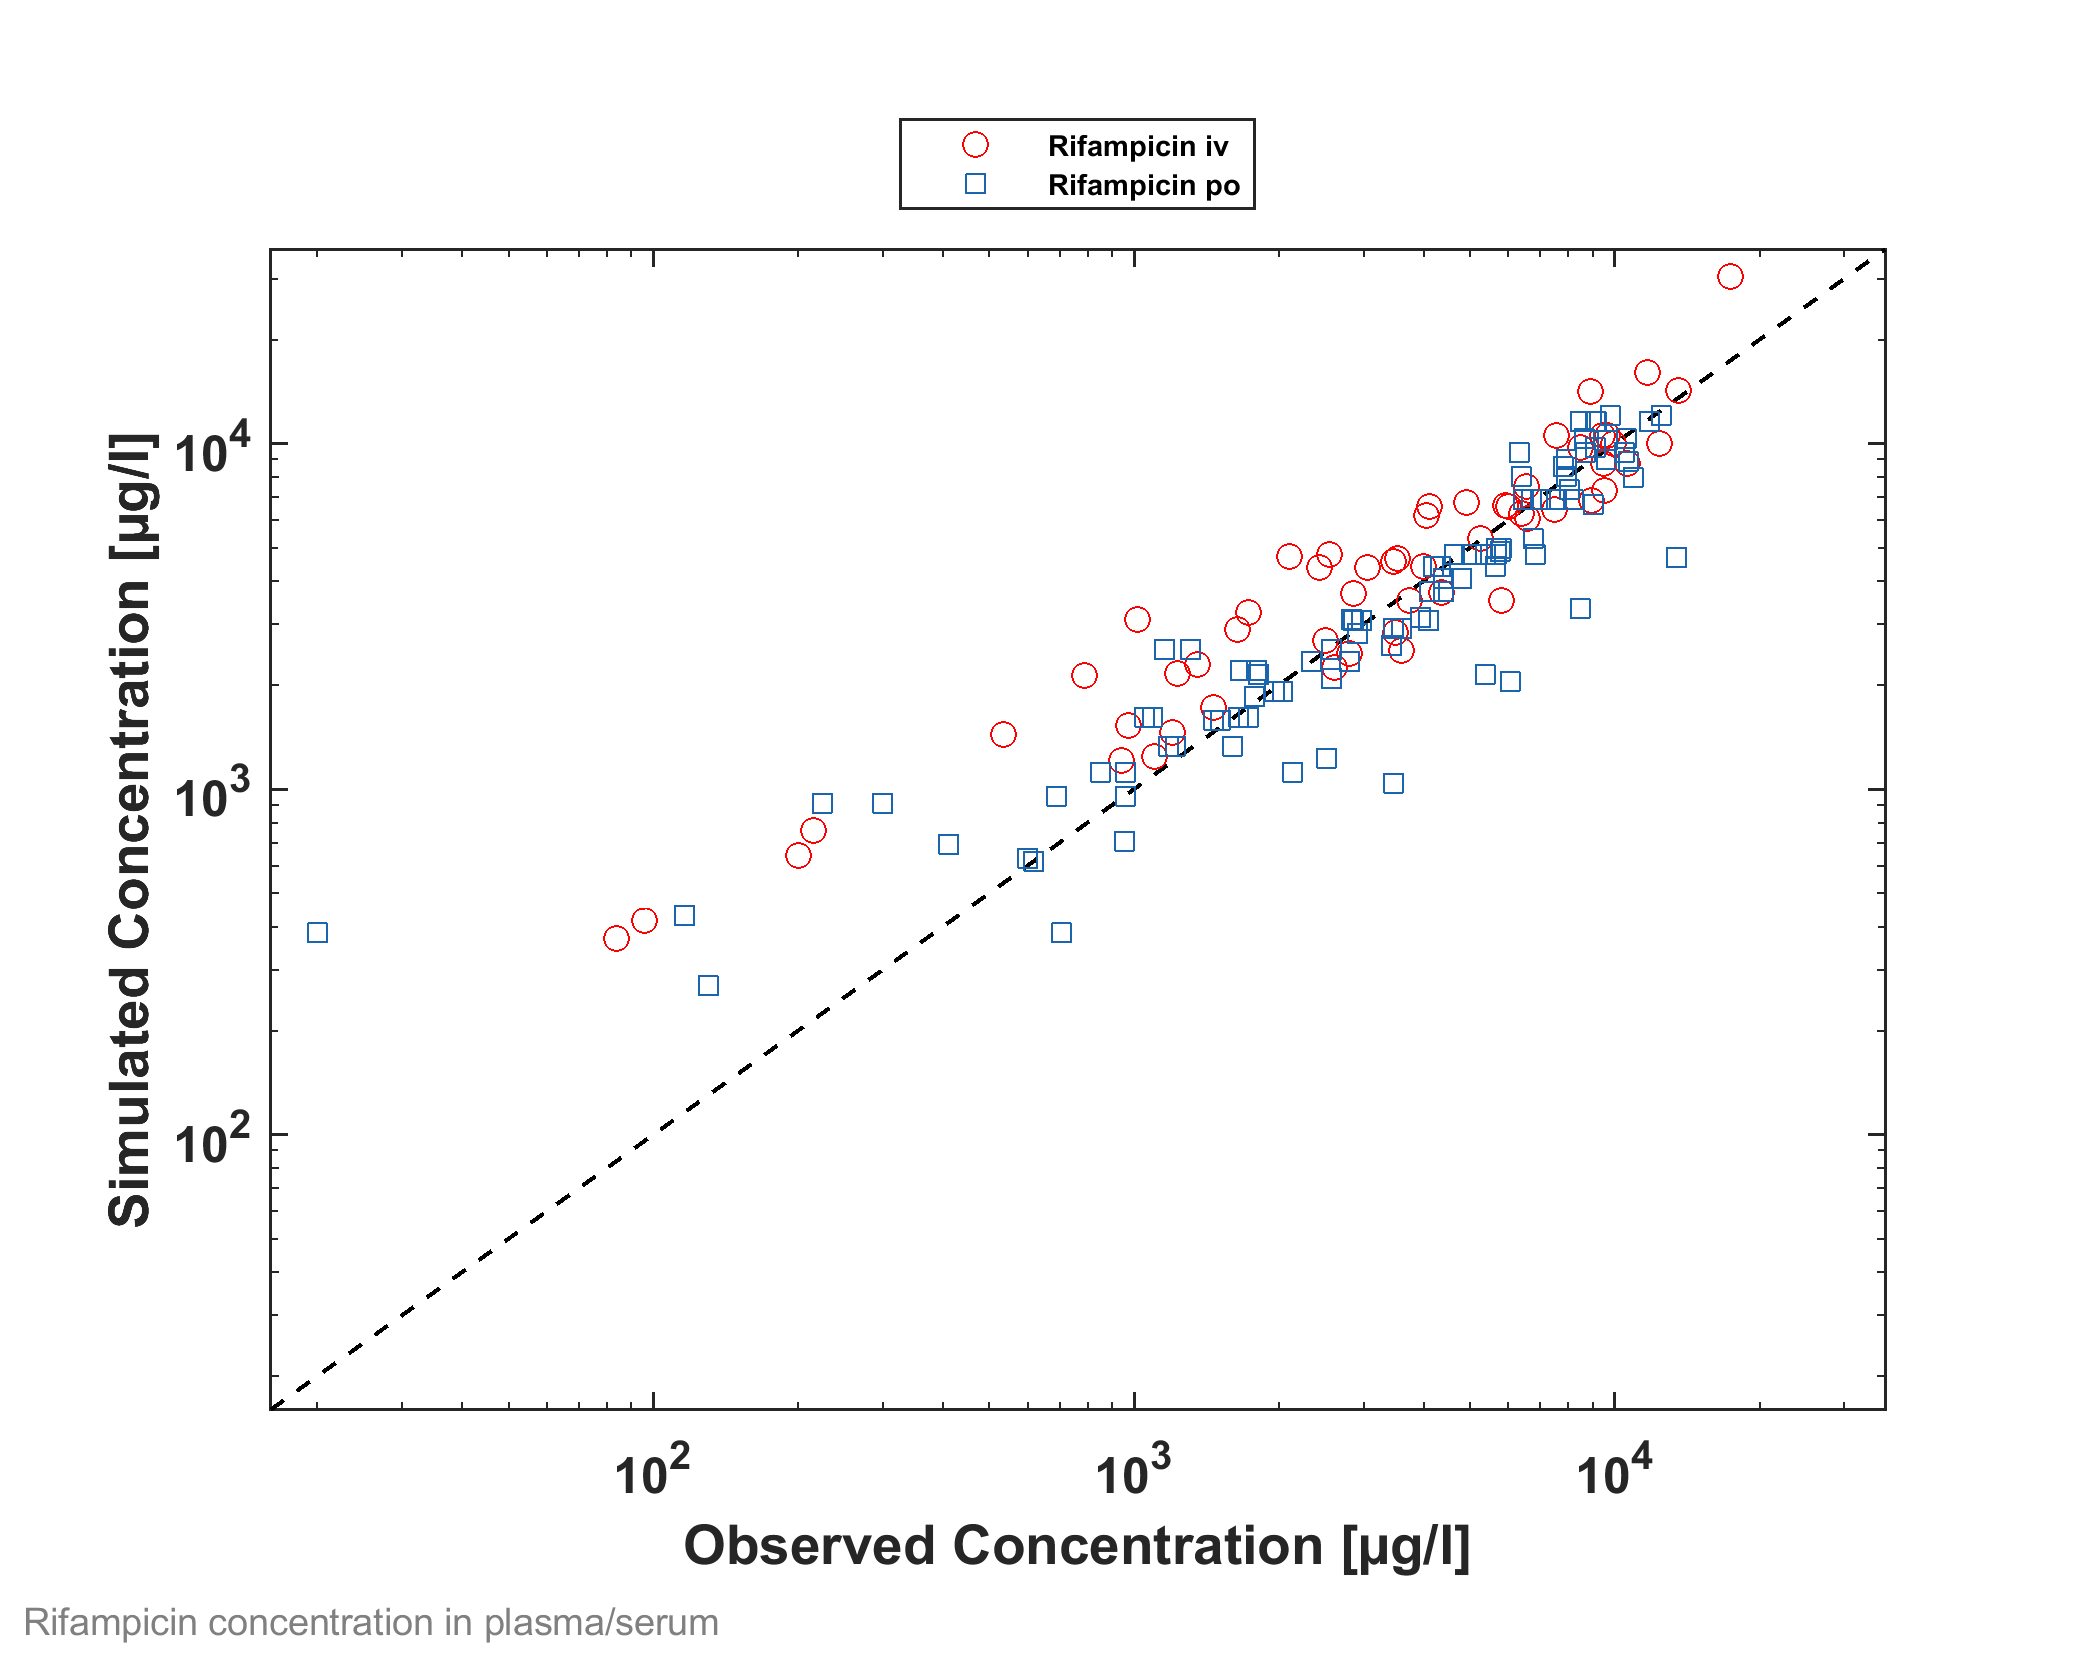 Rifampicin iv
Rifampicin po
Simulated Concentration [µg/l]
10^4
10^3
10^2
10^2 10^3 10^4
Observed Concentration [µg/l]
Rifampicin concentration in plasma/serum